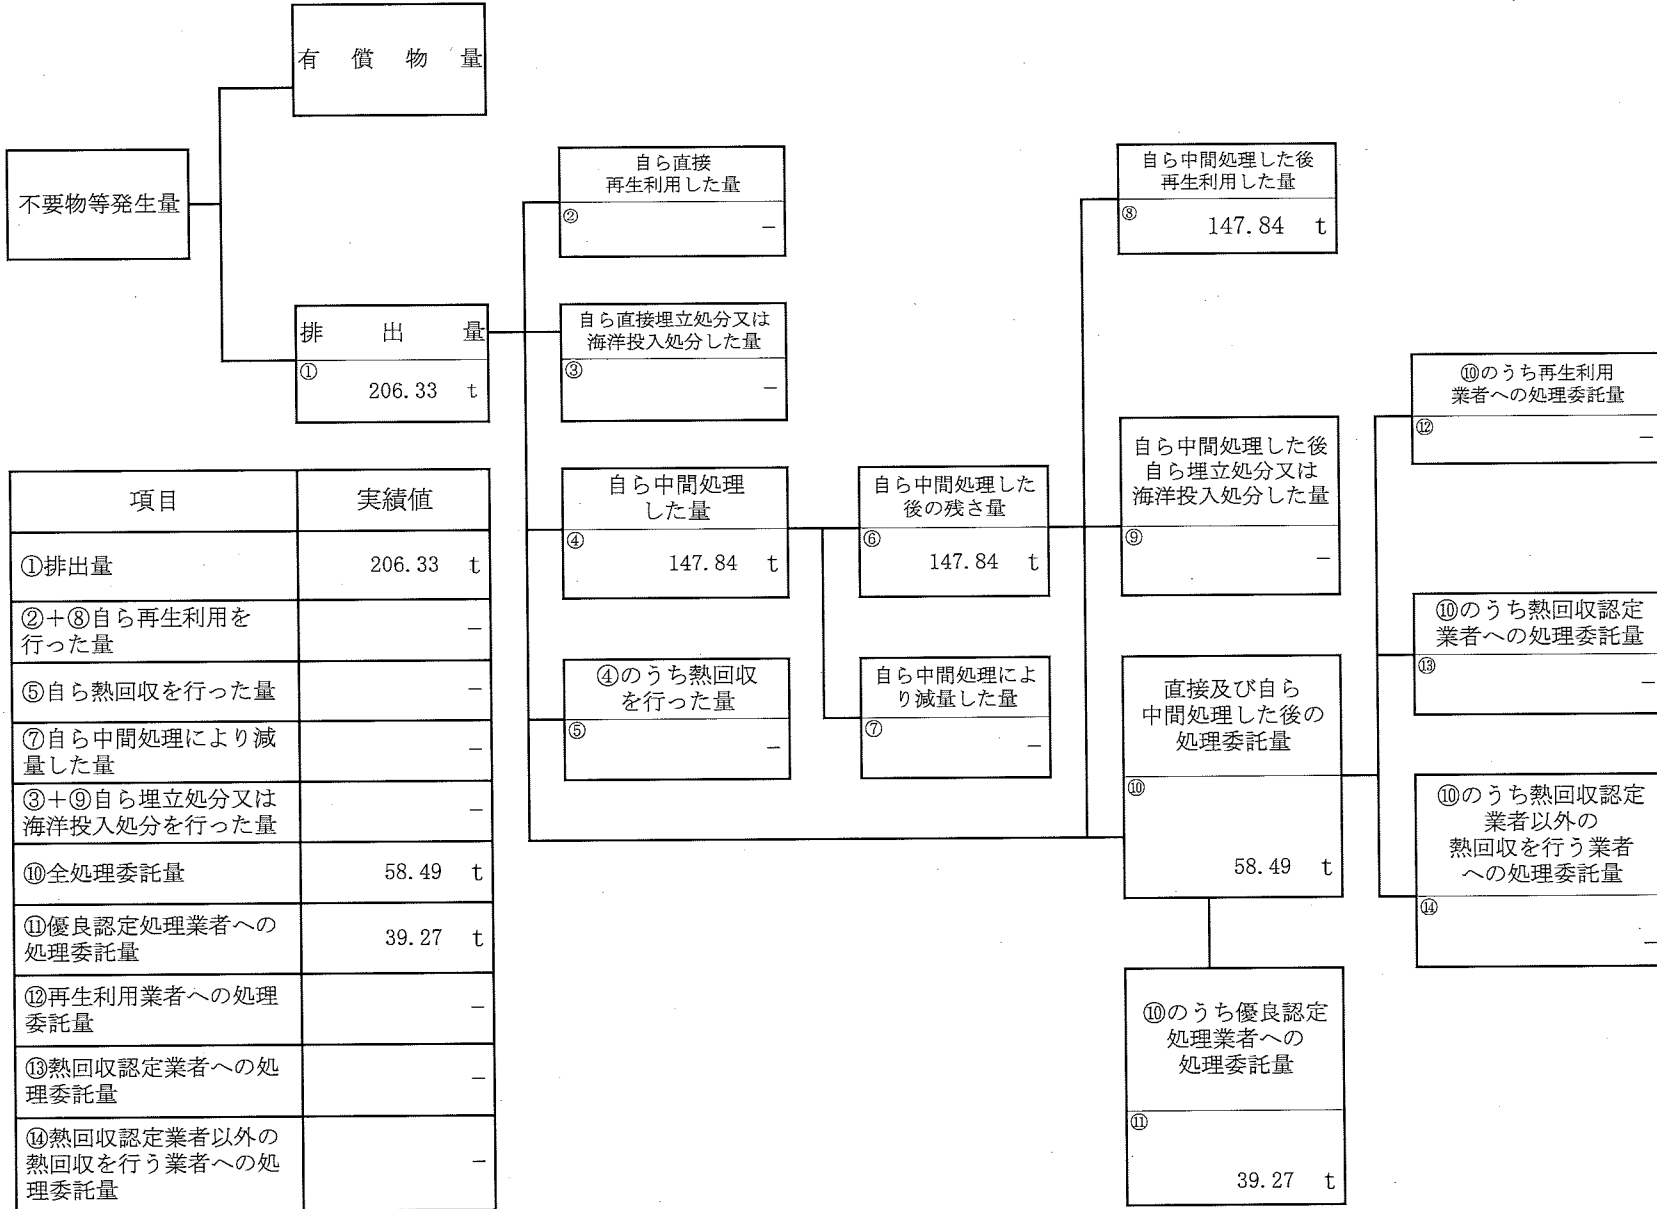 有償物量
不要物等発生量
排出量
①
206.33 t
自ら直接
再生利用した量
②
－
自ら直接埋立処分又は
海洋投入処分した量
③
－
自ら中間処理
した量
④
147.84 t
④のうち熱回収
を行った量
⑤
－
自ら中間処理した
後の残さ量
⑥
147.84 t
自ら中間処理によ
り減量した量
⑦
－
自ら中間処理した後
再生利用した量
⑧
147.84 t
自ら中間処理した後
自ら埋立処分又は
海洋投入処分した量
⑨
－
直接及び自ら
中間処理した後の
処理委託量
⑩
58.49 t
⑩のうち優良認定
処理業者への
処理委託量
⑪
39.27 t
⑩のうち再生利用
業者への処理委託量
⑫
－
⑩のうち熱回収認定
業者への処理委託量
⑬
－
⑩のうち熱回収認定
業者以外の
熱回収を行う業者
への処理委託量
⑭
－
項目 実績値
①排出量 206.33 t
②＋⑧自ら再生利用を
行った量
－
⑤自ら熱回収を行った量 －
⑦自ら中間処理により減
量した量
－
③＋⑨自ら埋立処分又は
海洋投入処分を行った量
－
⑩全処理委託量 58.49 t
⑪優良認定処理業者への
処理委託量
39.27 t
⑫再生利用業者への処理
委託量
－
⑬熱回収認定業者への処
理委託量
－
⑭熱回収認定業者以外の
熱回収を行う業者への処
理委託量
－